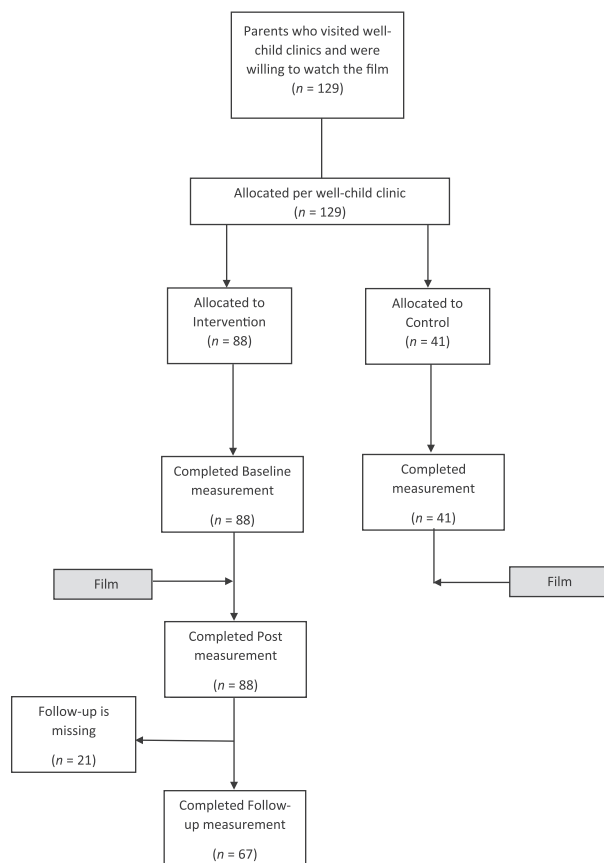 Parents who visited well-
child clinics and were
willing to watch the film
(n = 129)
Allocated per well-child clinic
(n = 129)
Allocated to
Intervention
(n = 88)
Allocated to
Control
(n = 41)
Completed Baseline
measurement
(n = 88)
Completed
measurement
(n = 41)
Film
Film
Completed Post
measurement
(n = 88)
Follow-up is
missing
(n = 21)
Completed Follow-
up measurement
(n = 67)